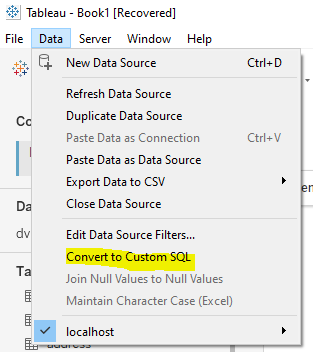 Tableau - Book1 [Recovered]
File Data Server Window Help
New Data Source Ctrl+D
Refresh Data Source
Duplicate Data Source
Paste Data as Connection Ctrl+V
Paste Data as Data Source
Export Data to CSV
Close Data Source
Edit Data Source Filters...
Convert to Custom SQL
Join Null Values to Null Values
Maintain Character Case (Excel)
localhost
Co
Da
dv
Ta
en